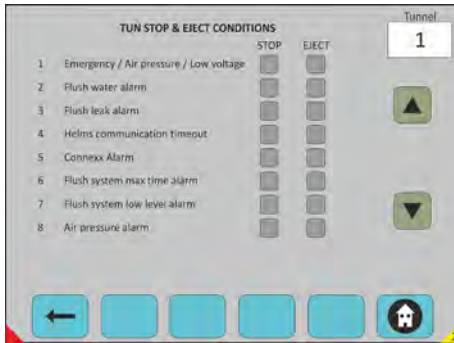 Tunnel
1
TUN STOP & EJECT CONDITIONS
STOP EJECT
1 Emergency / Air pressure / Low voltage
2 Flush water alarm
3 Flush leak alarm
4 Helms communication timeout
5 Connexx Alarm
6 Flush system max time alarm
7 Flush system low level alarm
8 Air pressure alarm